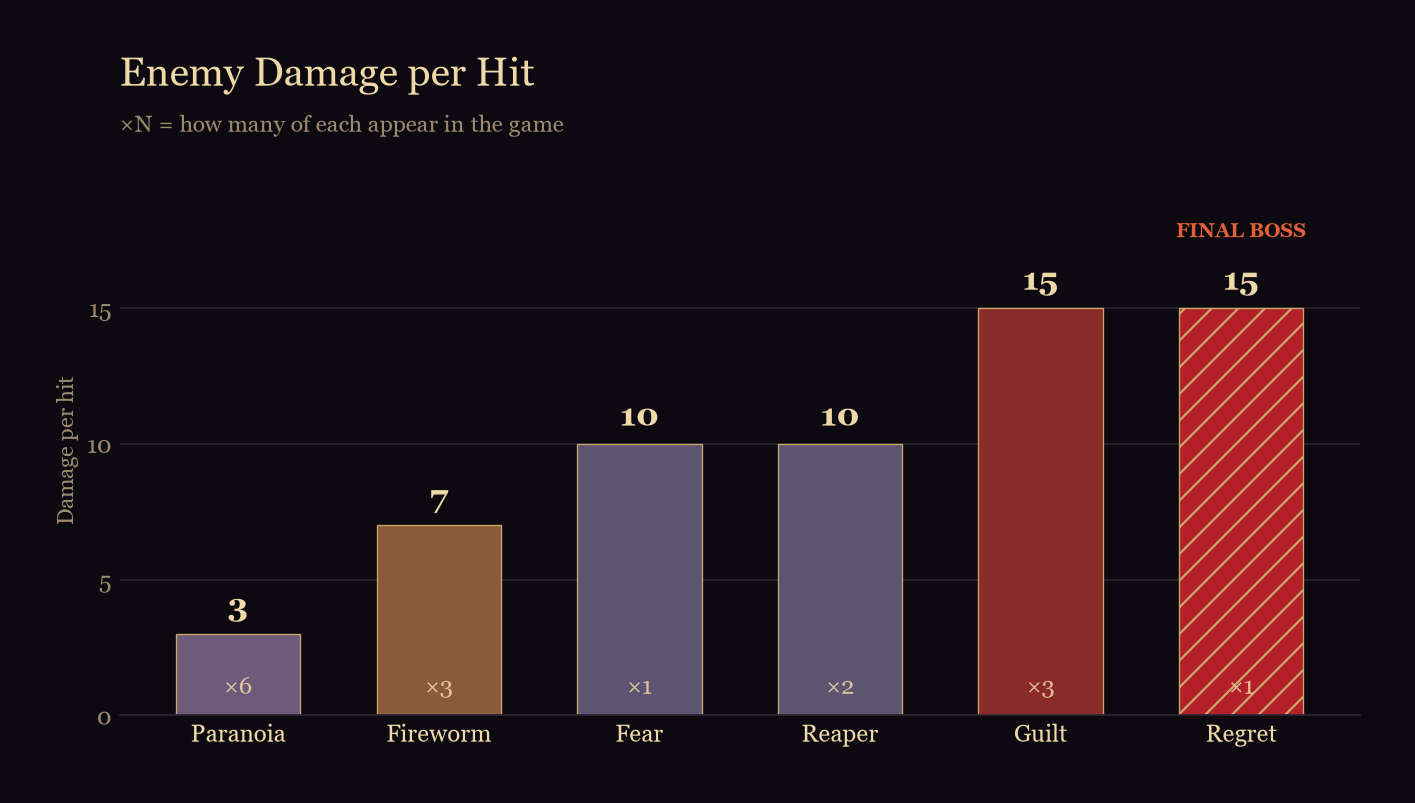 Enemy Damage per Hit
×N = how many of each appear in the game
FINAL BOSS
15
15
10
10
7
3
15
10
5
0
Damage per hit
×6
×3
×1
×2
×3
×1
Paranoia
Fireworm
Fear
Reaper
Guilt
Regret